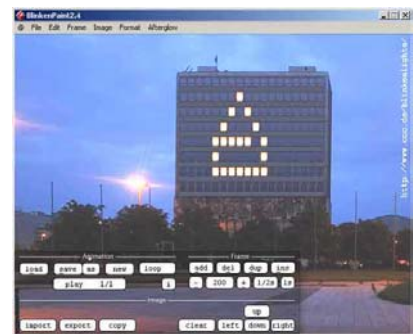 BlinkenPaint2.4
File Edit Frame Image Format Afterglow
http://www.ccc.de/blinkenlights/
Animation
load save as new loop
play 1/1 i
Frame
add del dup ins
- 200 + 1/2s 1s
Image
import export copy
clear left up down right